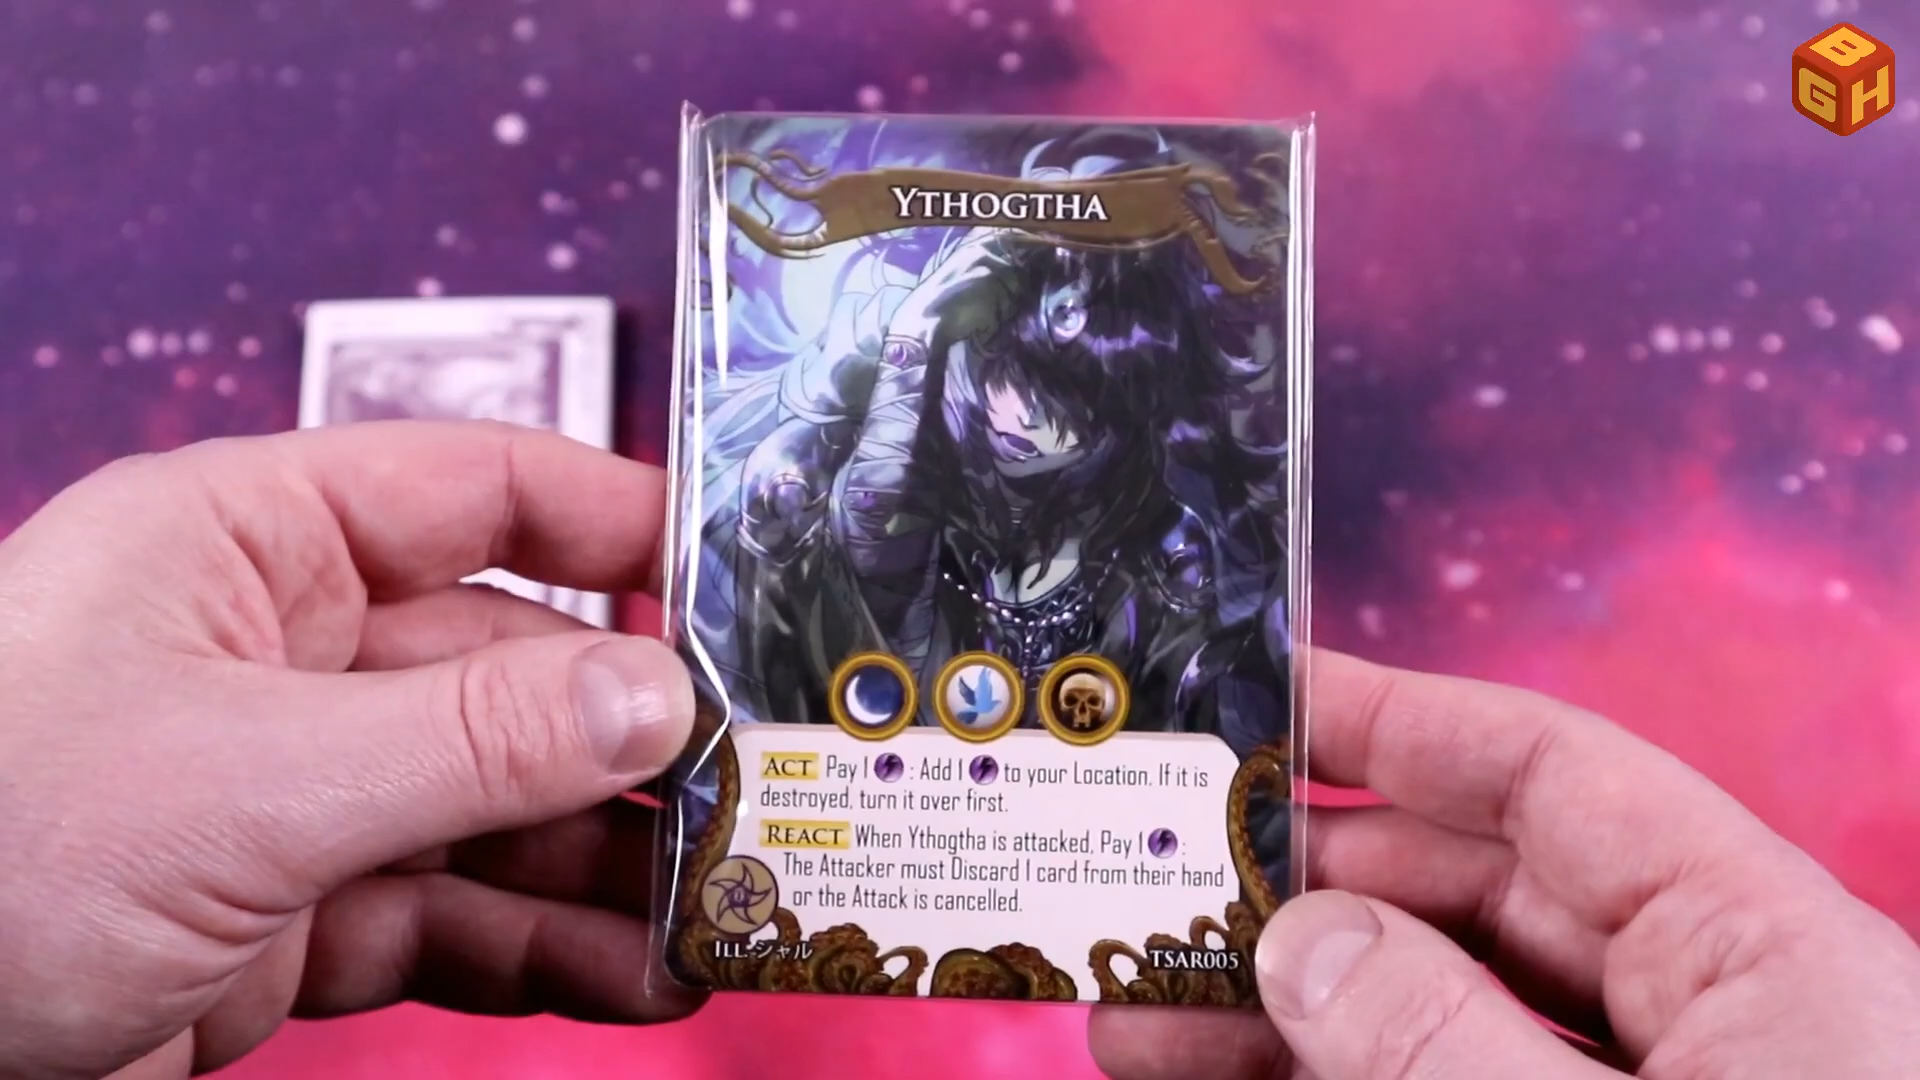 BGH
YTHOGTHA
ACT Pay 1 : Add 1 to your Location. If it is
destroyed, turn it over first.
REACT When Ythogtha is attacked, Pay 1 :
The Attacker must Discard 1 card from their hand
or the Attack is cancelled.
ILL. シャル
TSAR005